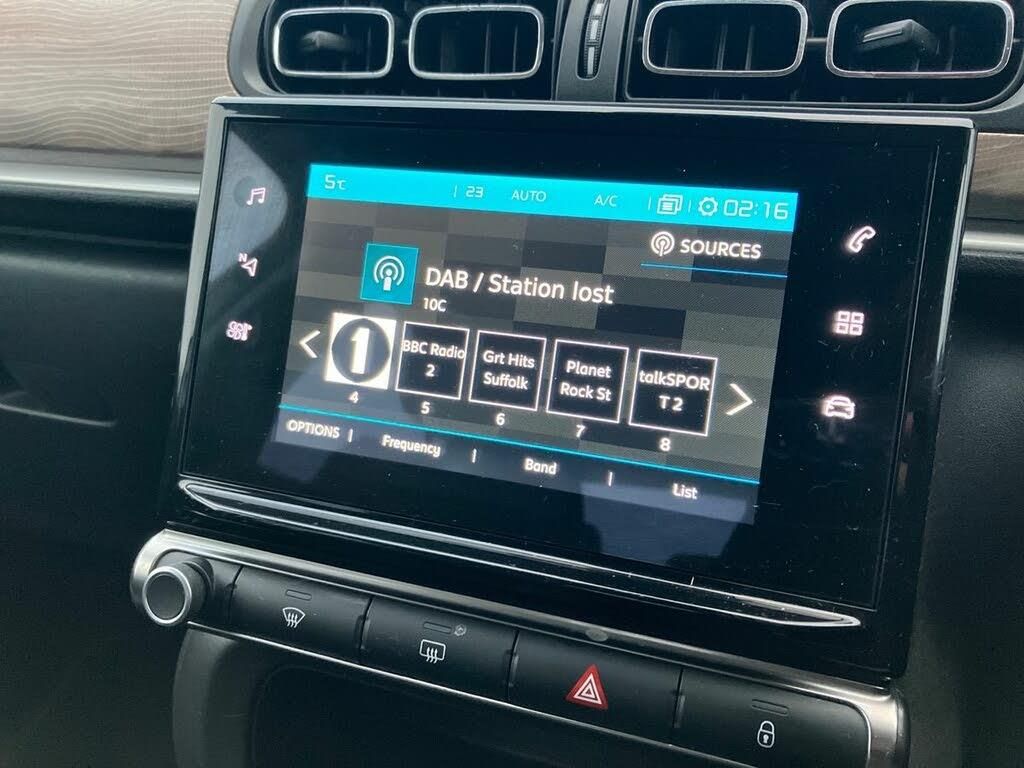 5°C | 23 AUTO A/C | | 02:16
SOURCES
DAB / Station lost
10C
1
BBC Radio
2
Grt Hits
Suffolk
Planet
Rock St
talkSPOR
T 2
4 5 6 7 8
OPTIONS | Frequency | Band | List
N